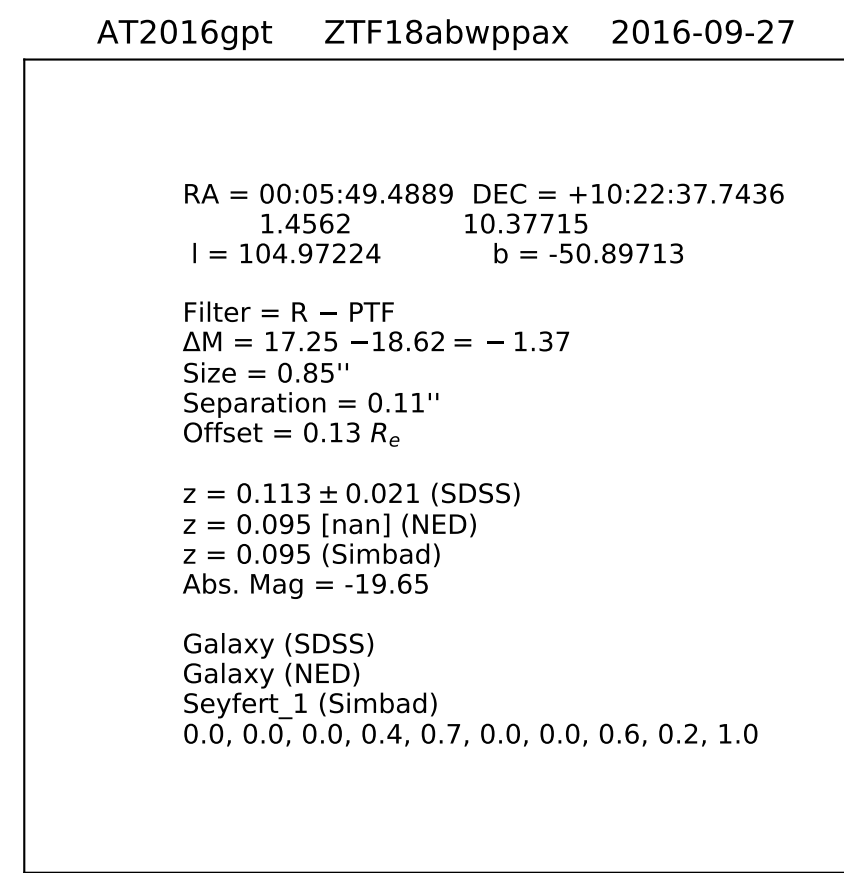 AT2016gpt ZTF18abwppax 2016-09-27
RA = 00:05:49.4889 DEC = +10:22:37.7436
1.4562 10.37715
l = 104.97224 b = -50.89713
Filter = R − PTF
ΔM = 17.25 −18.62 = − 1.37
Size = 0.85''
Separation = 0.11''
Offset = 0.13 Re
z = 0.113 ± 0.021 (SDSS)
z = 0.095 [nan] (NED)
z = 0.095 (Simbad)
Abs. Mag = -19.65
Galaxy (SDSS)
Galaxy (NED)
Seyfert_1 (Simbad)
0.0, 0.0, 0.0, 0.4, 0.7, 0.0, 0.0, 0.6, 0.2, 1.0